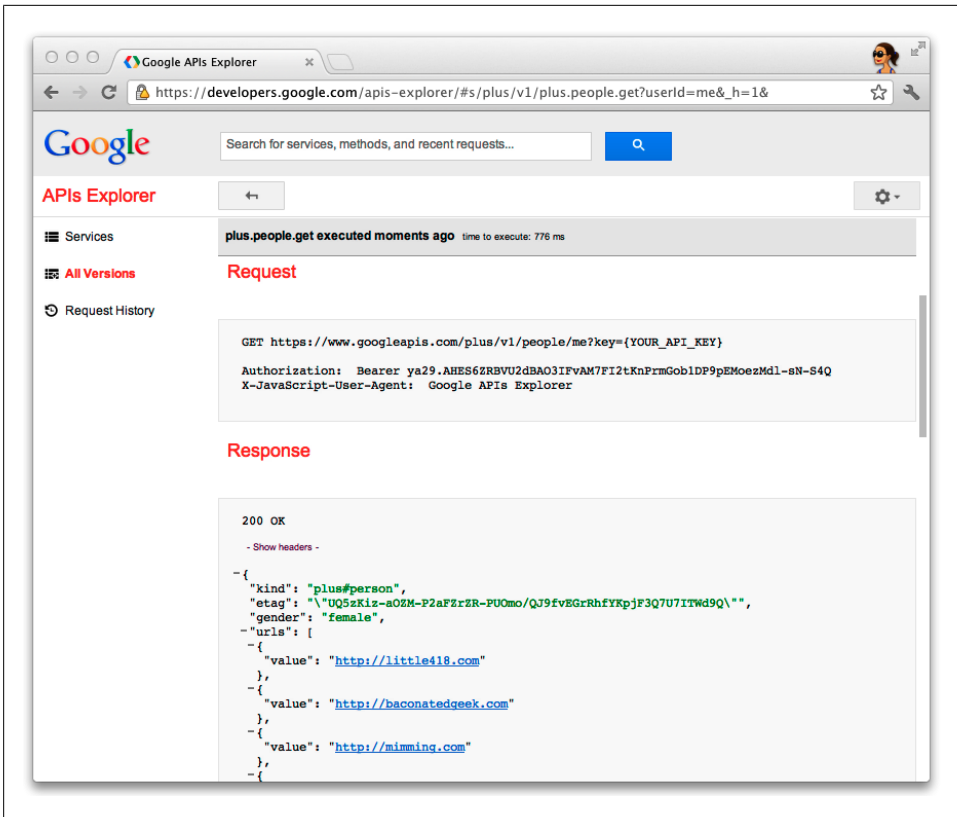 Google APIs Explorer
https://developers.google.com/apis-explorer/#s/plus/v1/plus.people.get?userId=me&_h=1&
Google
Search for services, methods, and recent requests...
APIs Explorer
Services
All Versions
Request History
plus.people.get executed moments ago time to execute: 776 ms
Request
GET https://www.googleapis.com/plus/v1/people/me?key={YOUR_API_KEY}
Authorization: Bearer ya29.AHES6ZRBVU2dBAO3IFvAM7FI2tKnPrmGoblDP9pEMoezMdl-sN-S4Q
X-JavaScript-User-Agent: Google APIs Explorer
Response
200 OK
- Show headers -
-{
"kind": "plus#person",
"etag": "\"UQ5zKiz-aOZM-P2aFZrZR-PUOmo/QJ9fvEGrRhfYKpjF3Q7U7ITWd9Q\"",
"gender": "female",
-"urls": [
-{
"value": "http://little418.com"
},
-{
"value": "http://baconatedgeek.com"
},
-{
"value": "http://mimming.com"
},
-{